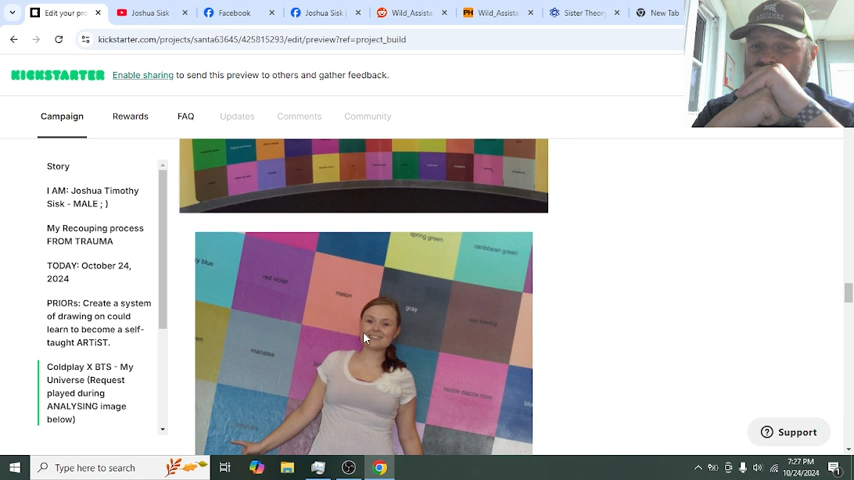 Edit your pro
Joshua Sisk -
Facebook
Joshua Sisk
Wild_Assista
Wild_Assista
Sister Theory
New Tab
kickstarter.com/projects/santa63645/425815293/edit/preview?ref=project_build
KICKSTARTER
Enable sharing to send this preview to others and gather feedback.
Campaign
Rewards
FAQ
Updates
Comments
Community
Story
I AM: Joshua Timothy
Sisk - MALE ; )
My Recouping process
FROM TRAUMA
TODAY: October 24,
2024
PRIORs: Create a system
of drawing on could
learn to become a self-
taught ARTiST.
Coldplay X BTS - My
Universe (Request
played during
ANALYSING image
below)
spring green
caribbean green
y blue
red violet
melon
gray
manatee
razzle dazzle rose
Support
Type here to search
7:27 PM
10/24/2024